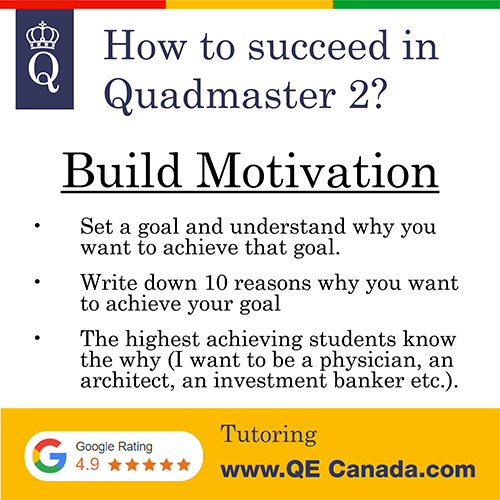 Q
How to succeed in
Quadmaster 2?
Build Motivation
• Set a goal and understand why you
want to achieve that goal.
• Write down 10 reasons why you want
to achieve your goal
• The highest achieving students know
the why (I want to be a physician, an
architect, an investment banker etc.).
G
Google Rating
4.9 ★★★★★
Tutoring
www.QE Canada.com